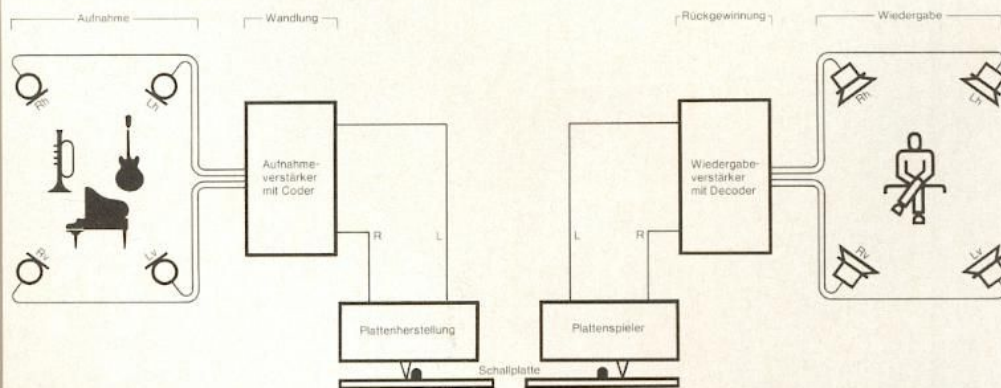 Aufnahme
Wandlung
Rückgewinnung
Wiedergabe
Rh
Lh
Rh
Lh
Aufnahme-
verstärker
mit Coder
Wiedergabe-
verstärker
mit Decoder
Rv
Lv
Rv
Lv
R
L
L
R
Plattenherstellung
Plattenspieler
Schallplatte